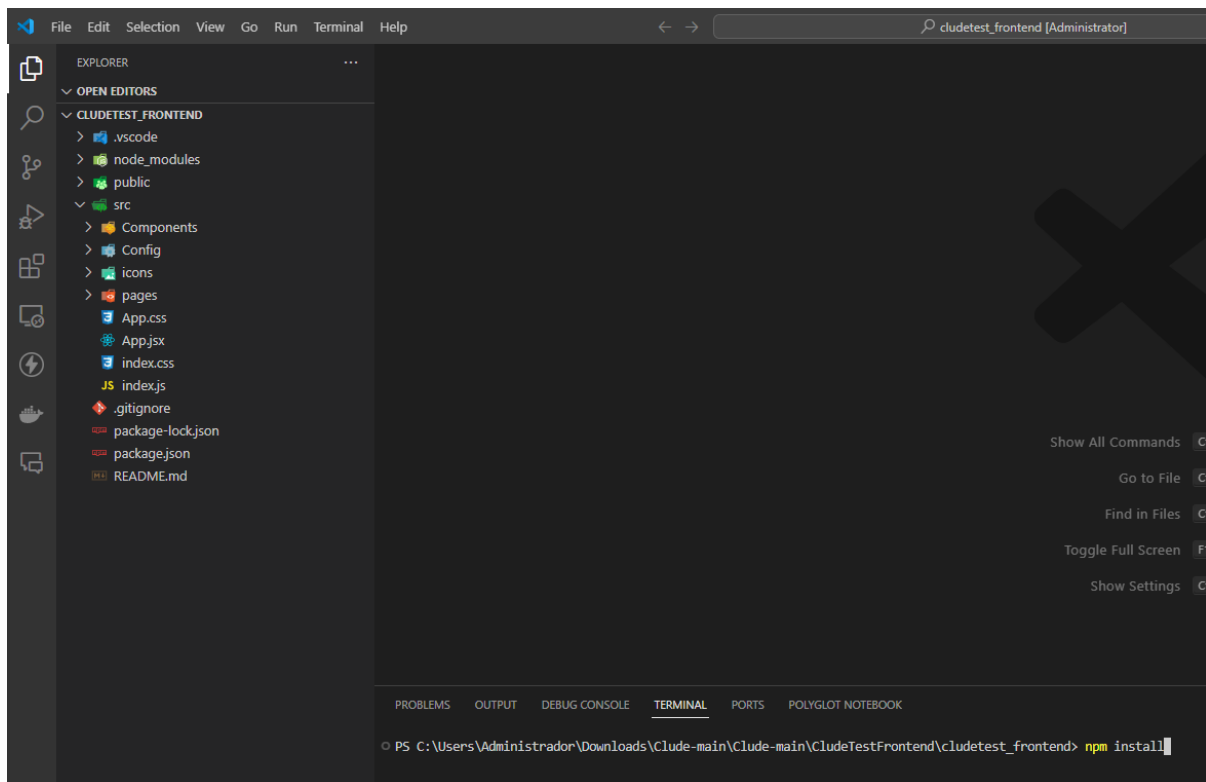 File Edit Selection View Go Run Terminal Help
cludetest_frontend [Administrator]
EXPLORER
OPEN EDITORS
CLUDETEST_FRONTEND
.vscode
node_modules
public
src
Components
Config
icons
pages
App.css
App.jsx
index.css
JS index.js
.gitignore
package-lock.json
package.json
README.md
Show All Commands
Go to File
Find in Files
Toggle Full Screen
Show Settings
PROBLEMS OUTPUT DEBUG CONSOLE TERMINAL PORTS POLYGLOT NOTEBOOK
PS C:\Users\Administrador\Downloads\Clude-main\Clude-main\CludeTestFrontend\cludetest_frontend> npm install